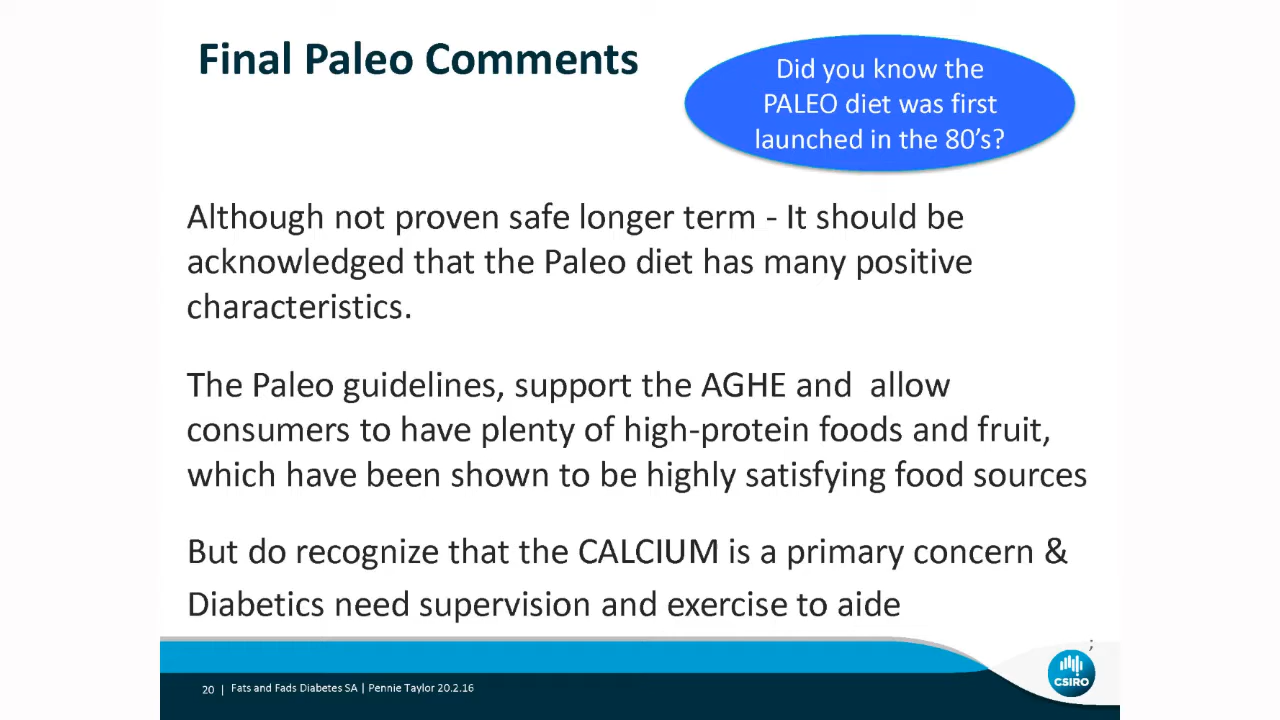 Final Paleo Comments
Did you know the
PALEO diet was first
launched in the 80's?
Although not proven safe longer term - It should be
acknowledged that the Paleo diet has many positive
characteristics.
The Paleo guidelines, support the AGHE and  allow
consumers to have plenty of high-protein foods and fruit,
which have been shown to be highly satisfying food sources
But do recognize that the CALCIUM is a primary concern &
Diabetics need supervision and exercise to aide
;
20 | Fats and Fads Diabetes SA | Pennie Taylor 20.2.16
CSIRO